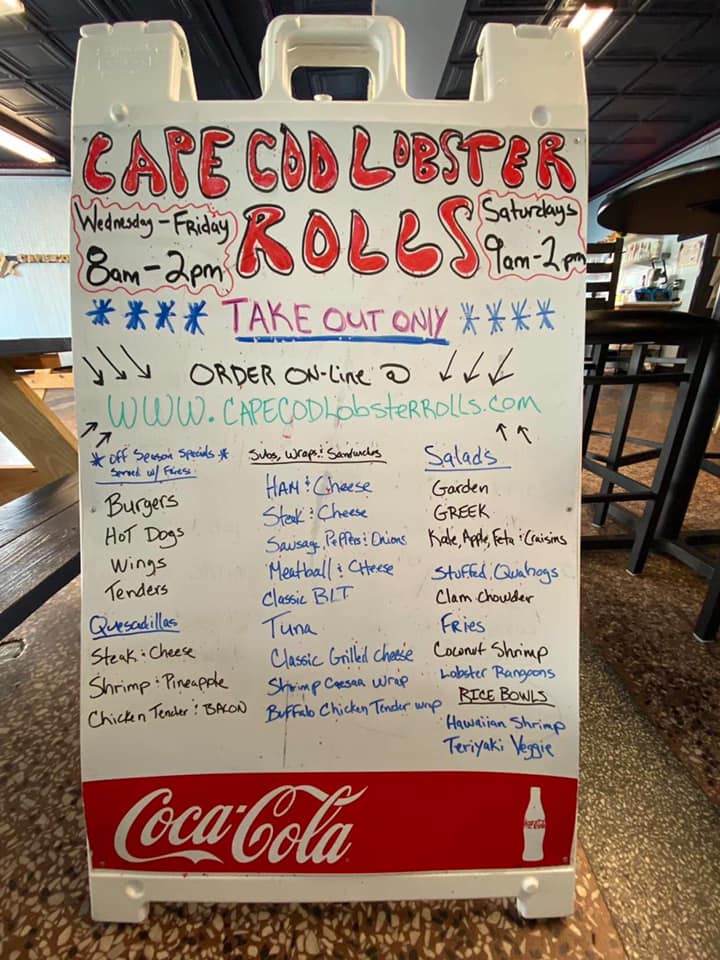 CAPE COD LOBSTER
ROLLS
Wednesday - Friday
8am - 2pm
Saturdays
9am - 2pm
**** TAKE OUT ONLY ****
ORDER ON-LINE @
WWW.CAPECODLobsterROLLS.com
* Off Season Specials *
Served w/ Fries
Burgers
HOT Dogs
Wings
Tenders
Quesadillas
Steak & Cheese
Shrimp & Pineapple
Chicken Tender & BACON
Subs, Wraps & Sandwiches
HAM & Cheese
Steak & Cheese
Sausage, Peppers & Onions
Meatball & CHeese
Classic BLT
Tuna
Classic Grilled cheese
Shrimp Caesar Wrap
Buffalo Chicken Tender wrap
Salads
Garden
GREEK
Kale, Apple, Feta & Craisins
Stuffed Quahogs
Clam chowder
FRies
Coconut Shrimp
Lobster Rangoons
RICE BOWLS
Hawaiian Shrimp
Teriyaki Veggie
Coca-Cola